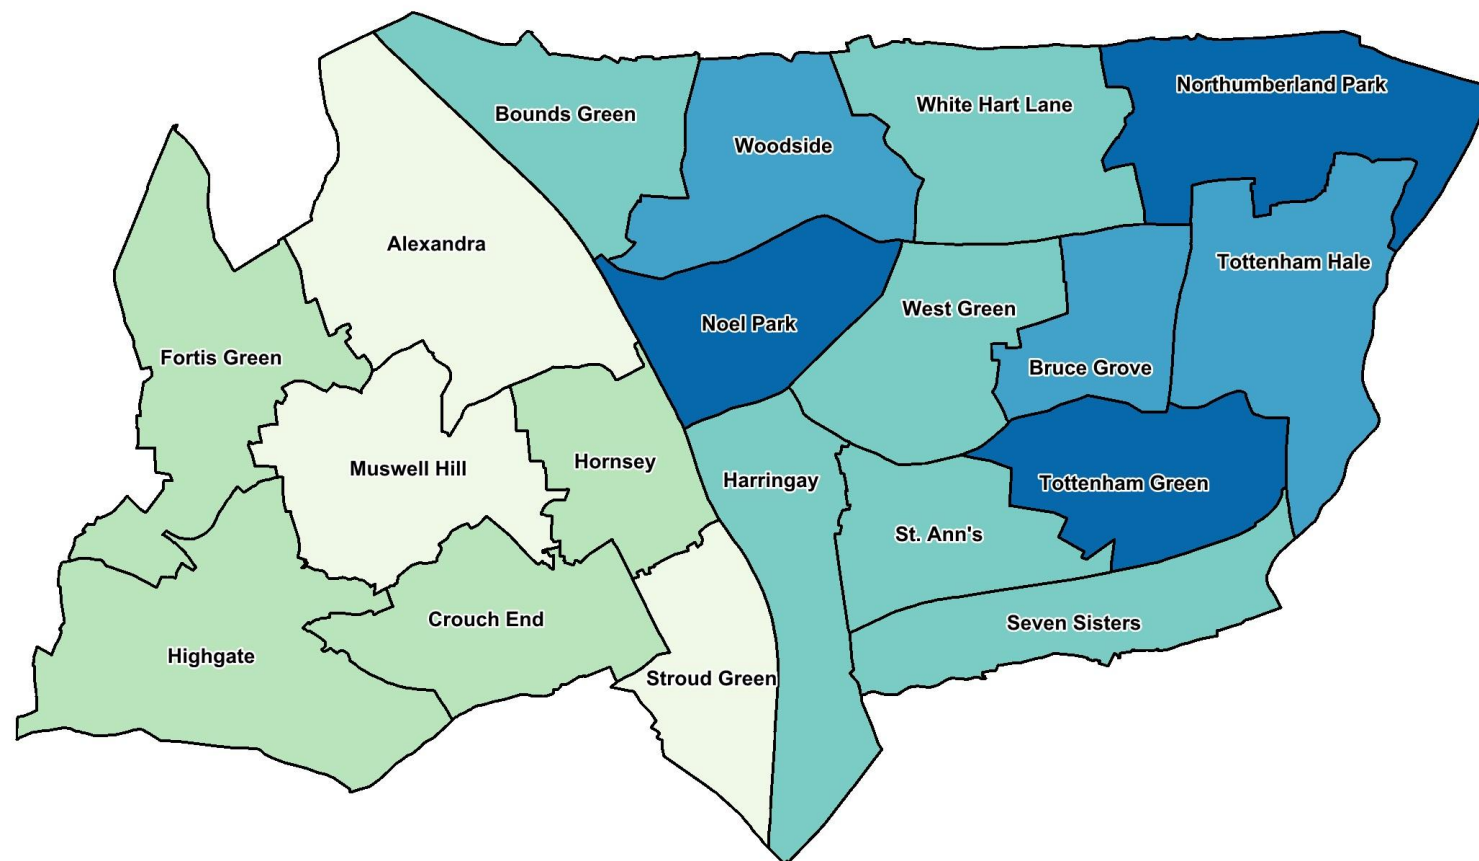 Northumberland Park
White Hart Lane
Bounds Green
Woodside
Alexandra
Tottenham Hale
West Green
Noel Park
Fortis Green
Bruce Grove
Muswell Hill
Hornsey
Harringay
Tottenham Green
St. Ann's
Crouch End
Seven Sisters
Highgate
Stroud Green